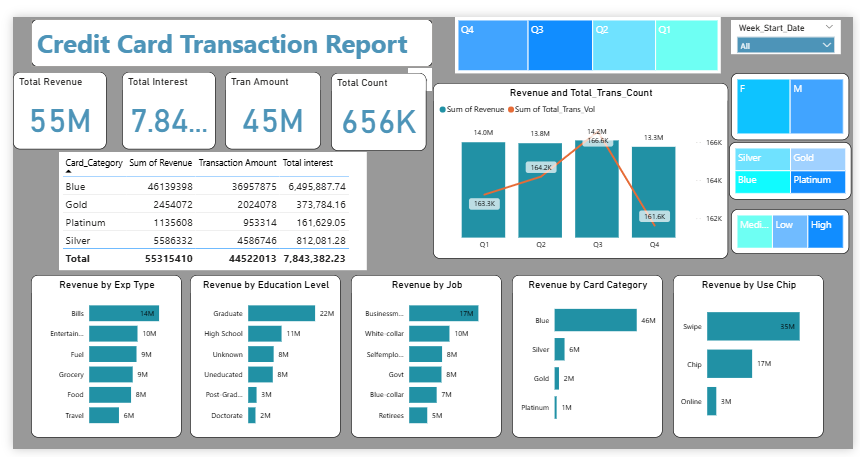 Credit Card Transaction Report
Q4 Q3 Q2 Q1
Week_Start_Date
All
Total Revenue
55M
Total Interest
7.84...
Tran Amount
45M
Total Count
656K
F M
Silver Gold
Blue Platinum
Medi... Low High
Card_Category Sum of Revenue Transaction Amount Total interest
Blue 46139398 36957875 6,495,887.74
Gold 2454072 2024078 373,784.16
Platinum 1135608 953314 161,629.05
Silver 5586332 4586746 812,081.28
Total 55315410 44522013 7,843,382.23
Revenue and Total_Trans_Count
Sum of Revenue Sum of Total_Trans_Vol
14.0M 13.8M 14.2M 13.3M
163.3K 164.2K 166.6K 161.6K
166K
164K
162K
Q1 Q2 Q3 Q4
Revenue by Exp Type
Bills 14M
Entertain... 10M
Fuel 9M
Grocery 9M
Food 8M
Travel 6M
Revenue by Education Level
Graduate 22M
High School 11M
Unknown 8M
Uneducated 8M
Post-Grad... 3M
Doctorate 2M
Revenue by Job
Businessm... 17M
White-collar 10M
Selfemplo... 8M
Govt 8M
Blue-collar 7M
Retirees 5M
Revenue by Card Category
Blue 46M
Silver 6M
Gold 2M
Platinum 1M
Revenue by Use Chip
Swipe 35M
Chip 17M
Online 3M